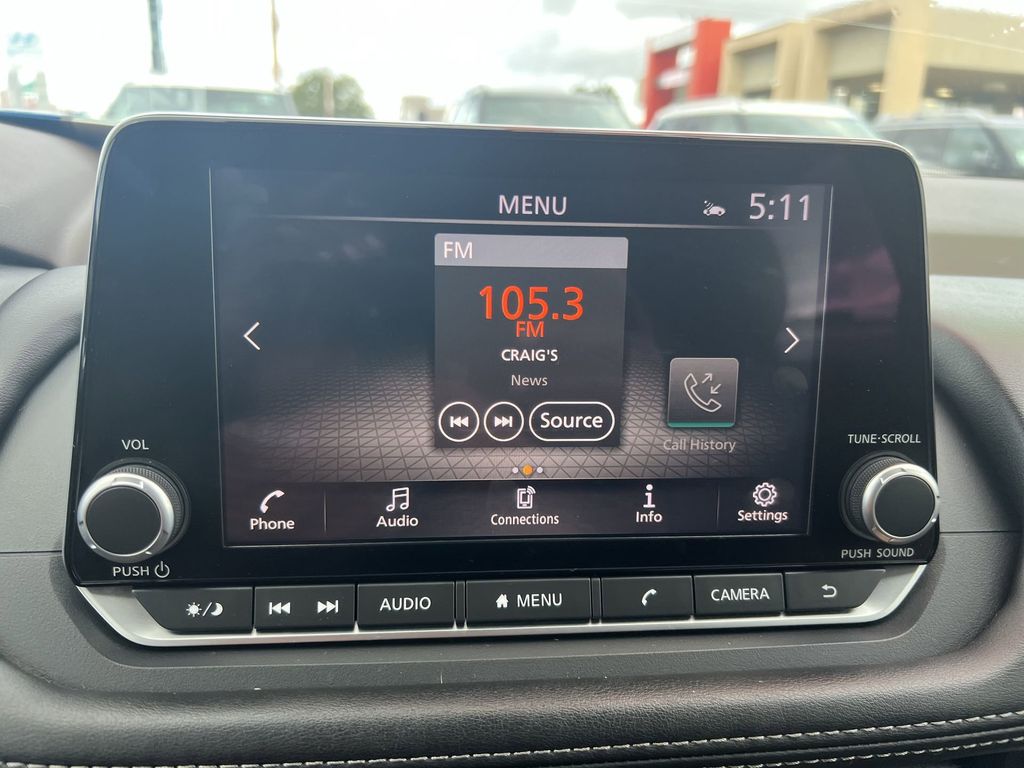 MENU
5:11
FM
105.3
FM
CRAIG'S
News
Source
Call History
Phone
Audio
Connections
Info
Settings
VOL
PUSH
TUNE·SCROLL
PUSH SOUND
AUDIO
MENU
CAMERA